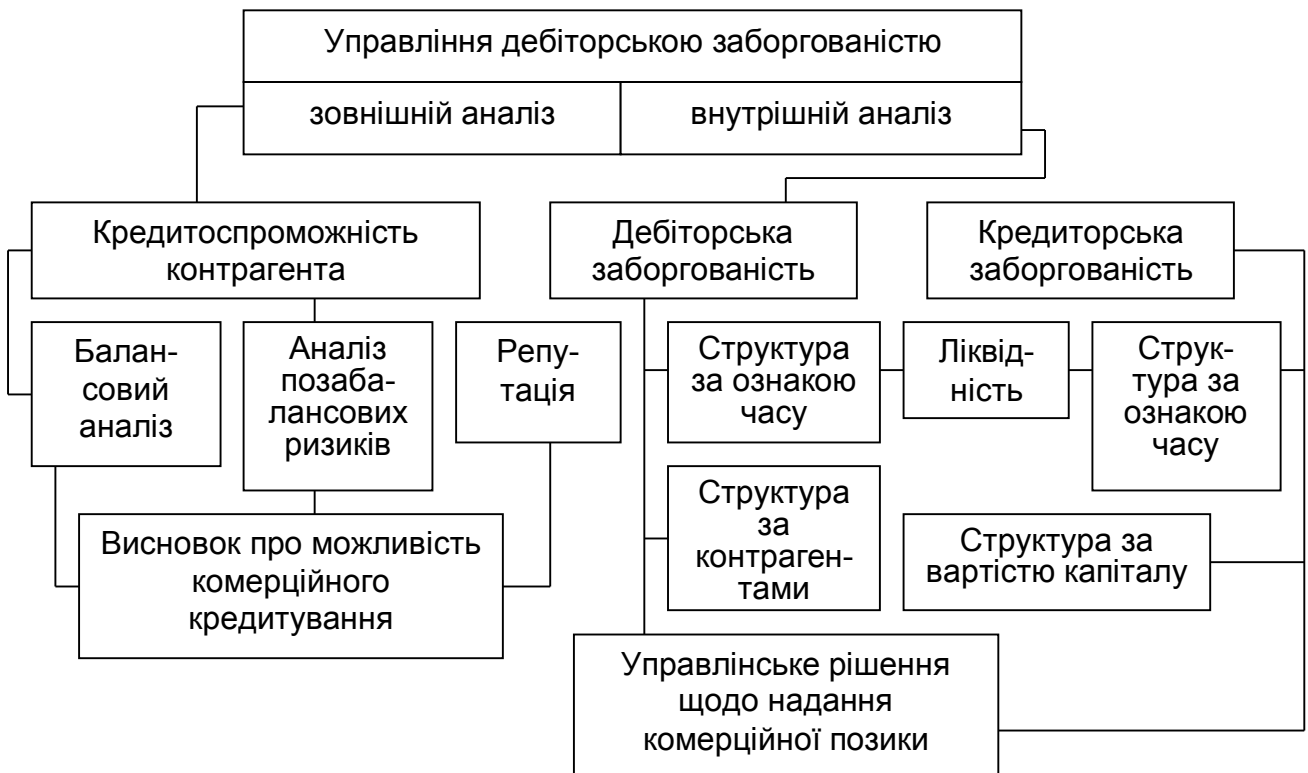 Управління дебіторською заборгованістю
зовнішній аналіз
внутрішній аналіз
Кредитоспроможність
контрагента
Дебіторська
заборгованість
Кредиторська
заборгованість
Балан-
совий
аналіз
Аналіз
позаба-
лансових
ризиків
Репу-
тація
Структура
за ознакою
часу
Ліквід-
ність
Струк-
тура за
ознакою
часу
Структура
за
контраген-
тами
Структура за
вартістю капіталу
Висновок про можливість
комерційного
кредитування
Управлінське рішення
щодо надання
комерційної позики